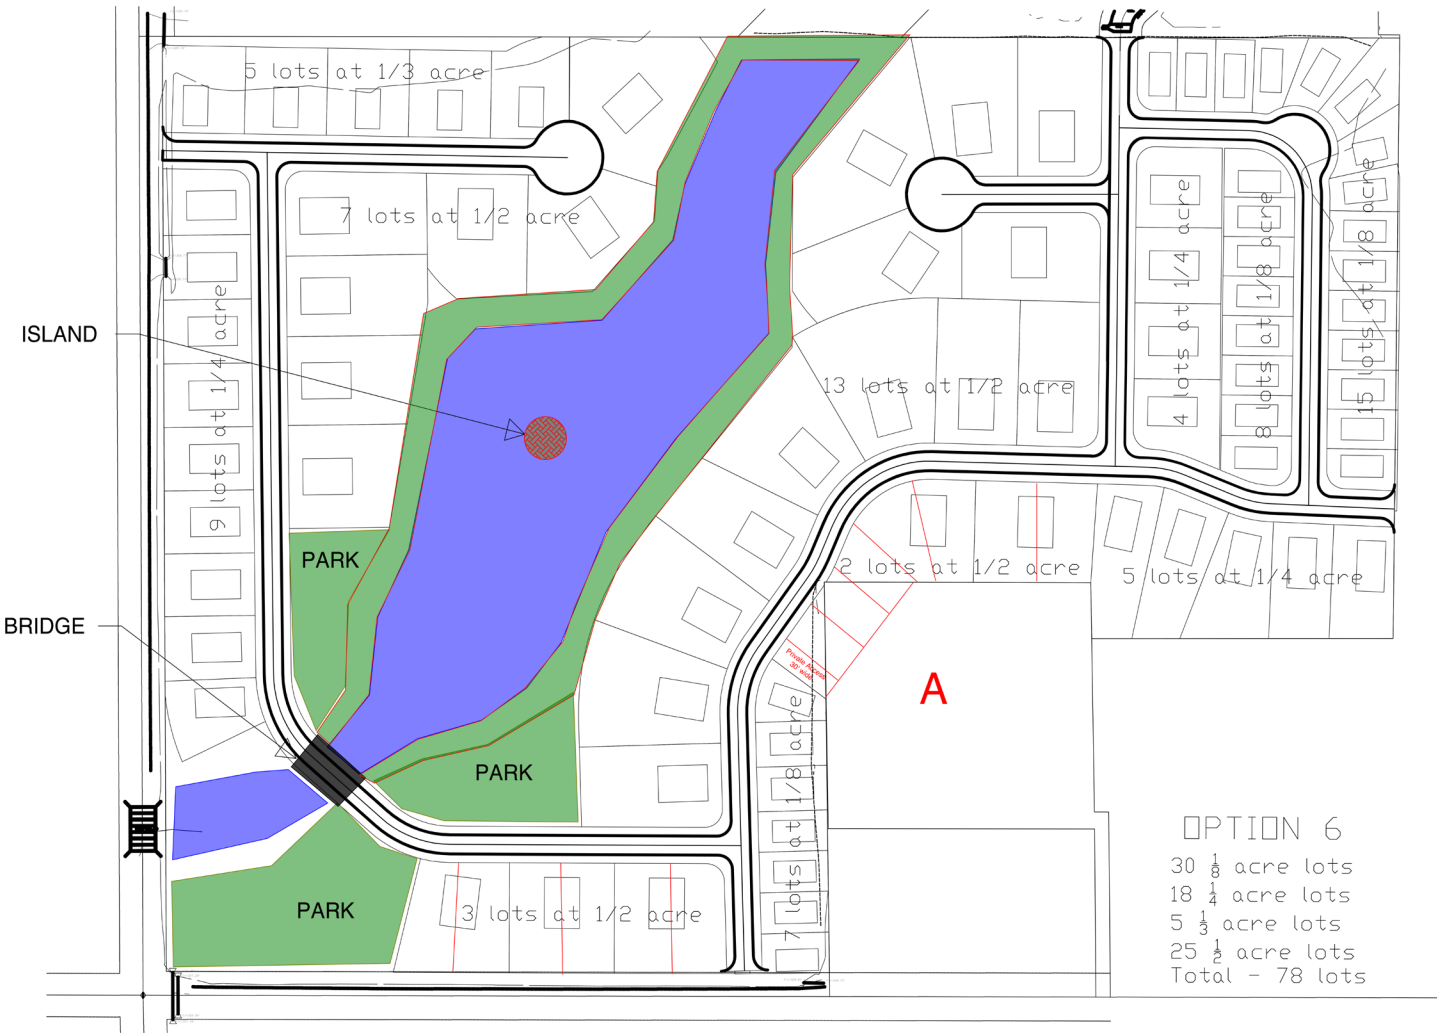 5 lots at 1/3 acre
7 lots at 1/2 acre
ISLAND
9 lots at 1/4 acre
13 lots at 1/2 acre
4 lots at 1/4 acre
8 lots at 1/8 acre
15 lots at 1/8 acre
PARK
2 lots at 1/2 acre
5 lots at 1/4 acre
BRIDGE
Private Access
30' wide
A
7 lots at 1/8 acre
PARK
PARK
3 lots at 1/2 acre
OPTION 6
30 1/8 acre lots
18 1/4 acre lots
5 1/3 acre lots
25 1/2 acre lots
Total - 78 lots